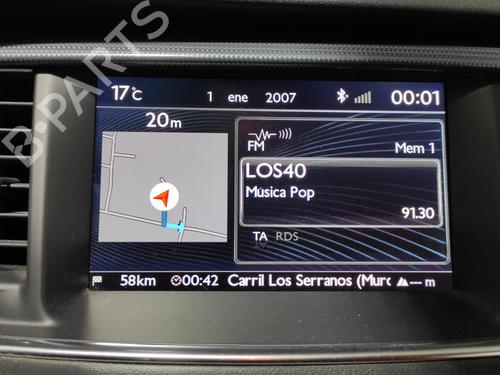 17°C 1 ene 2007 00:01
20 m
FM Mem 1
LOS40
Música Pop
91.30
TA RDS
58km 00:42 Carril Los Serranos (Murc --- m
B-PARTS